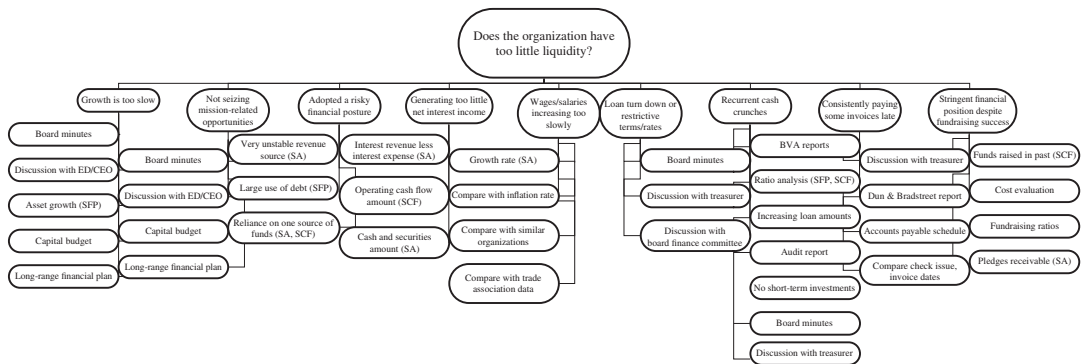 Does the organization have
too little liquidity?
Growth is too slow
Board minutes
Discussion with ED/CEO
Asset growth (SFP)
Capital budget
Long-range financial plan
Not seizing
mission-related
opportunities
Board minutes
Discussion with ED/CEO
Capital budget
Long-range financial plan
Adopted a risky
financial posture
Very unstable revenue
source (SA)
Large use of debt (SFP)
Reliance on one source of
funds (SA, SCF)
Generating too little
net interest income
Interest revenue less
interest expense (SA)
Operating cash flow
amount (SCF)
Cash and securities
amount (SA)
Wages/salaries
increasing too
slowly
Growth rate (SA)
Compare with inflation rate
Compare with similar
organizations
Compare with trade
association data
Loan turn down or
restrictive
terms/rates
Board minutes
Discussion with treasurer
Discussion with
board finance committee
Recurrent cash
crunches
BVA reports
Ratio analysis (SFP, SCF)
Increasing loan amounts
Audit report
No short-term investments
Board minutes
Discussion with treasurer
Consistently paying
some invoices late
Discussion with treasurer
Dun & Bradstreet report
Accounts payable schedule
Compare check issue,
invoice dates
Stringent financial
position despite
fundraising success
Funds raised in past (SCF)
Cost evaluation
Fundraising ratios
Pledges receivable (SA)